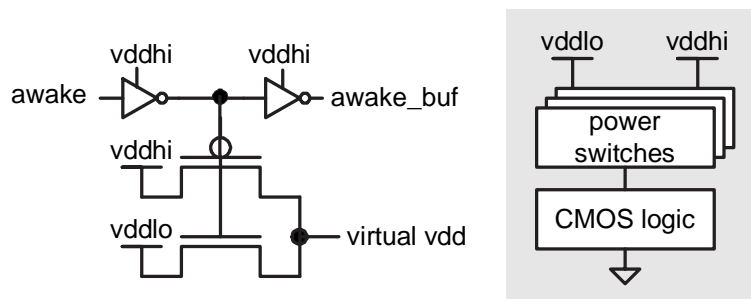 vddhi
vddhi
awake
awake_buf
vddhi
vddlo
virtual vdd
vddlo
vddhi
power
switches
CMOS logic